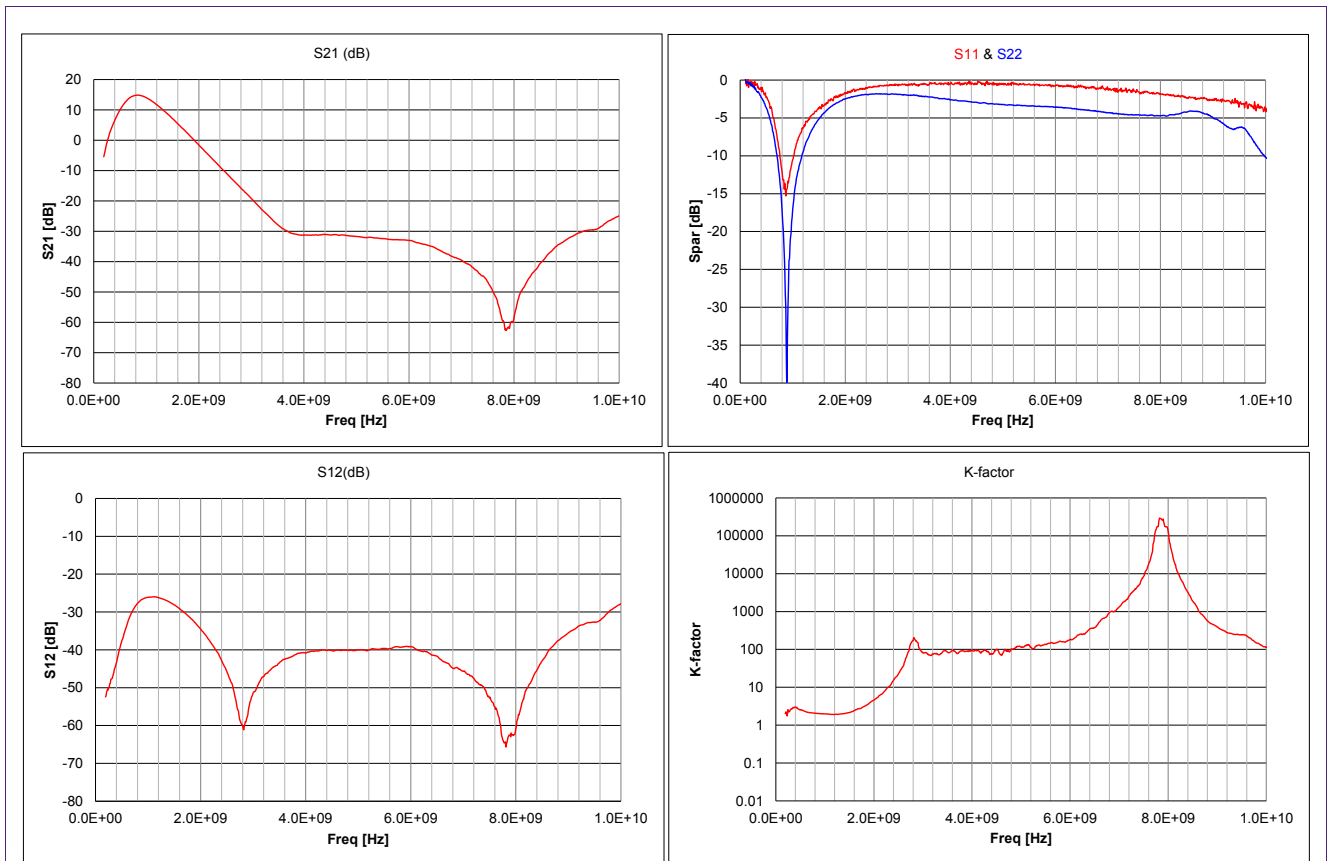 S21 (dB)
20
10
0
-10
-20
-30
-40
-50
-60
-70
-80
S21 [dB]
0.0E+00 2.0E+09 4.0E+09 6.0E+09 8.0E+09 1.0E+10
Freq [Hz]
S11 & S22
0
-5
-10
-15
-20
-25
-30
-35
-40
Spar [dB]
0.0E+00 2.0E+09 4.0E+09 6.0E+09 8.0E+09 1.0E+10
Freq [Hz]
S12(dB)
0
-10
-20
-30
-40
-50
-60
-70
-80
S12 [dB]
0.0E+00 2.0E+09 4.0E+09 6.0E+09 8.0E+09 1.0E+10
Freq [Hz]
K-factor
1000000
100000
10000
1000
100
10
1
0.1
0.01
K-factor
0.0E+00 2.0E+09 4.0E+09 6.0E+09 8.0E+09 1.0E+10
Freq [Hz]